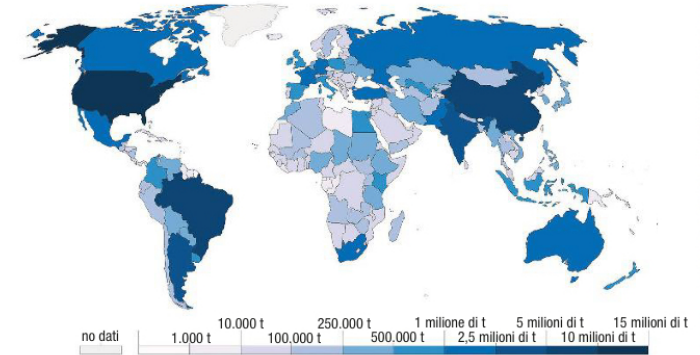 10.000 t 250.000 t 1 milione di t 5 milioni di t 15 milioni di t
no dati 1.000 t 100.000 t 500.000 t 2,5 milioni di t 10 milioni di t